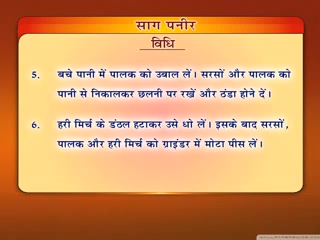 साग पनीर
विधि
5. बचे पानी में पालक को उबाल लें। सरसों और पालक को
पानी से निकालकर छलनी पर रखें और ठंडा होने दें।
6. हरी मिर्च के डंठल हटाकर उसे धो लें। इसके बाद सरसों,
पालक और हरी मिर्च को ग्राइंडर में मोटा पीस लें।